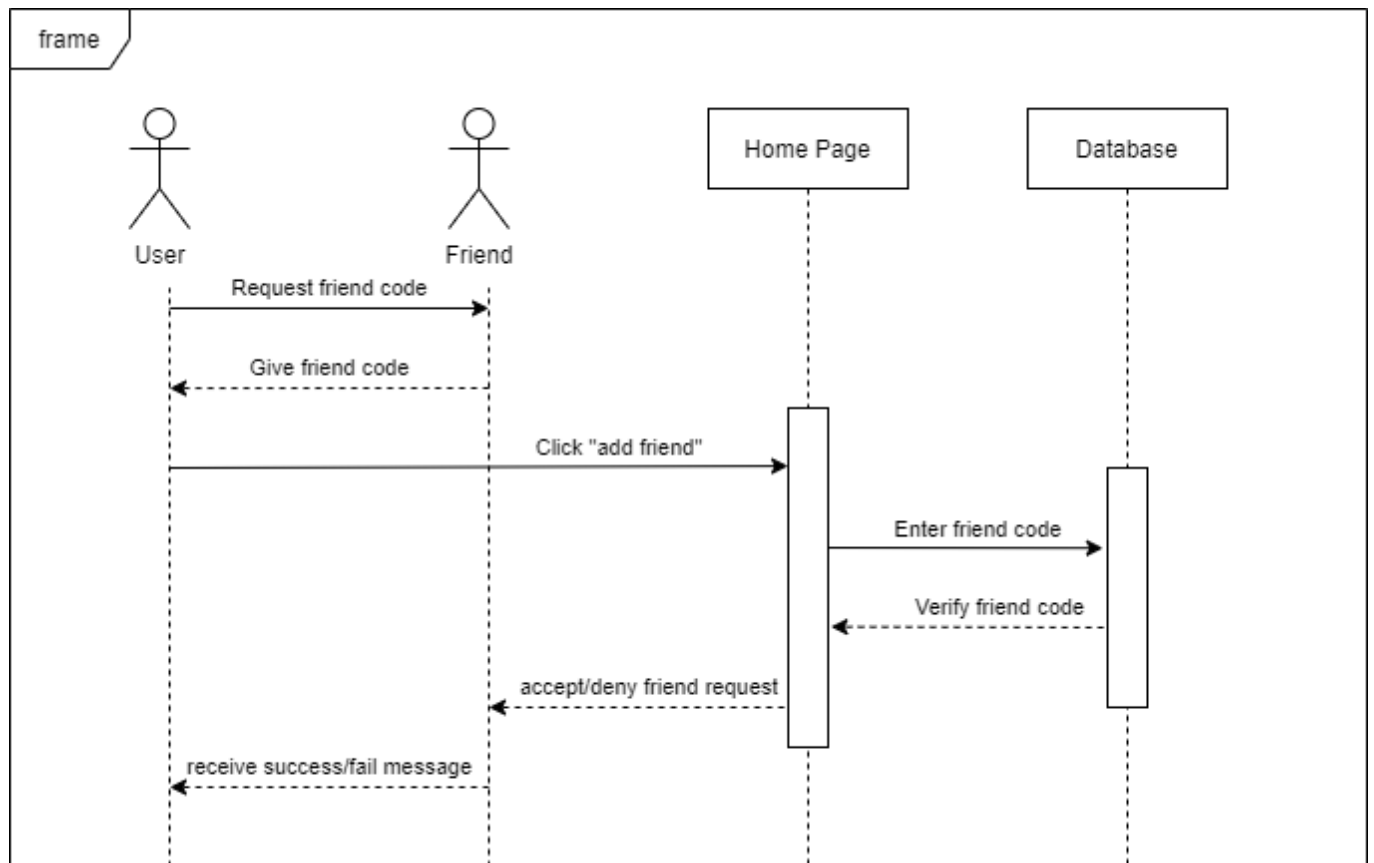 frame
Home Page
Database
User
Friend
Request friend code
Give friend code
Click "add friend"
Enter friend code
Verify friend code
accept/deny friend request
receive success/fail message